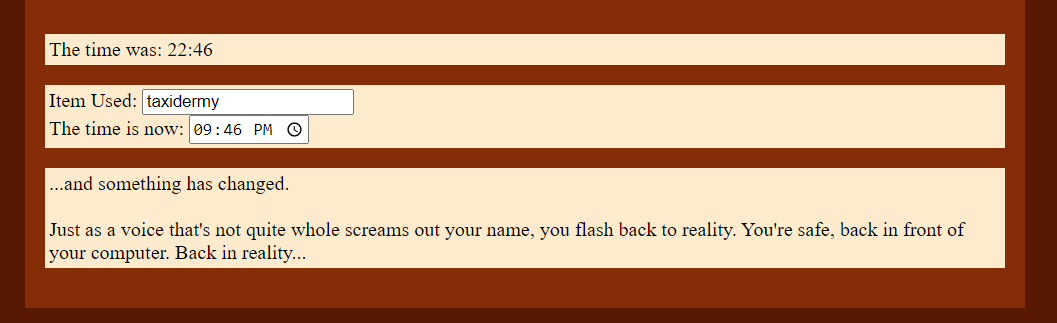 The time was: 22:46
Item Used: taxidermy
The time is now: 09:46 PM
...and something has changed.
Just as a voice that's not quite whole screams out your name, you flash back to reality. You're safe, back in front of
your computer. Back in reality...